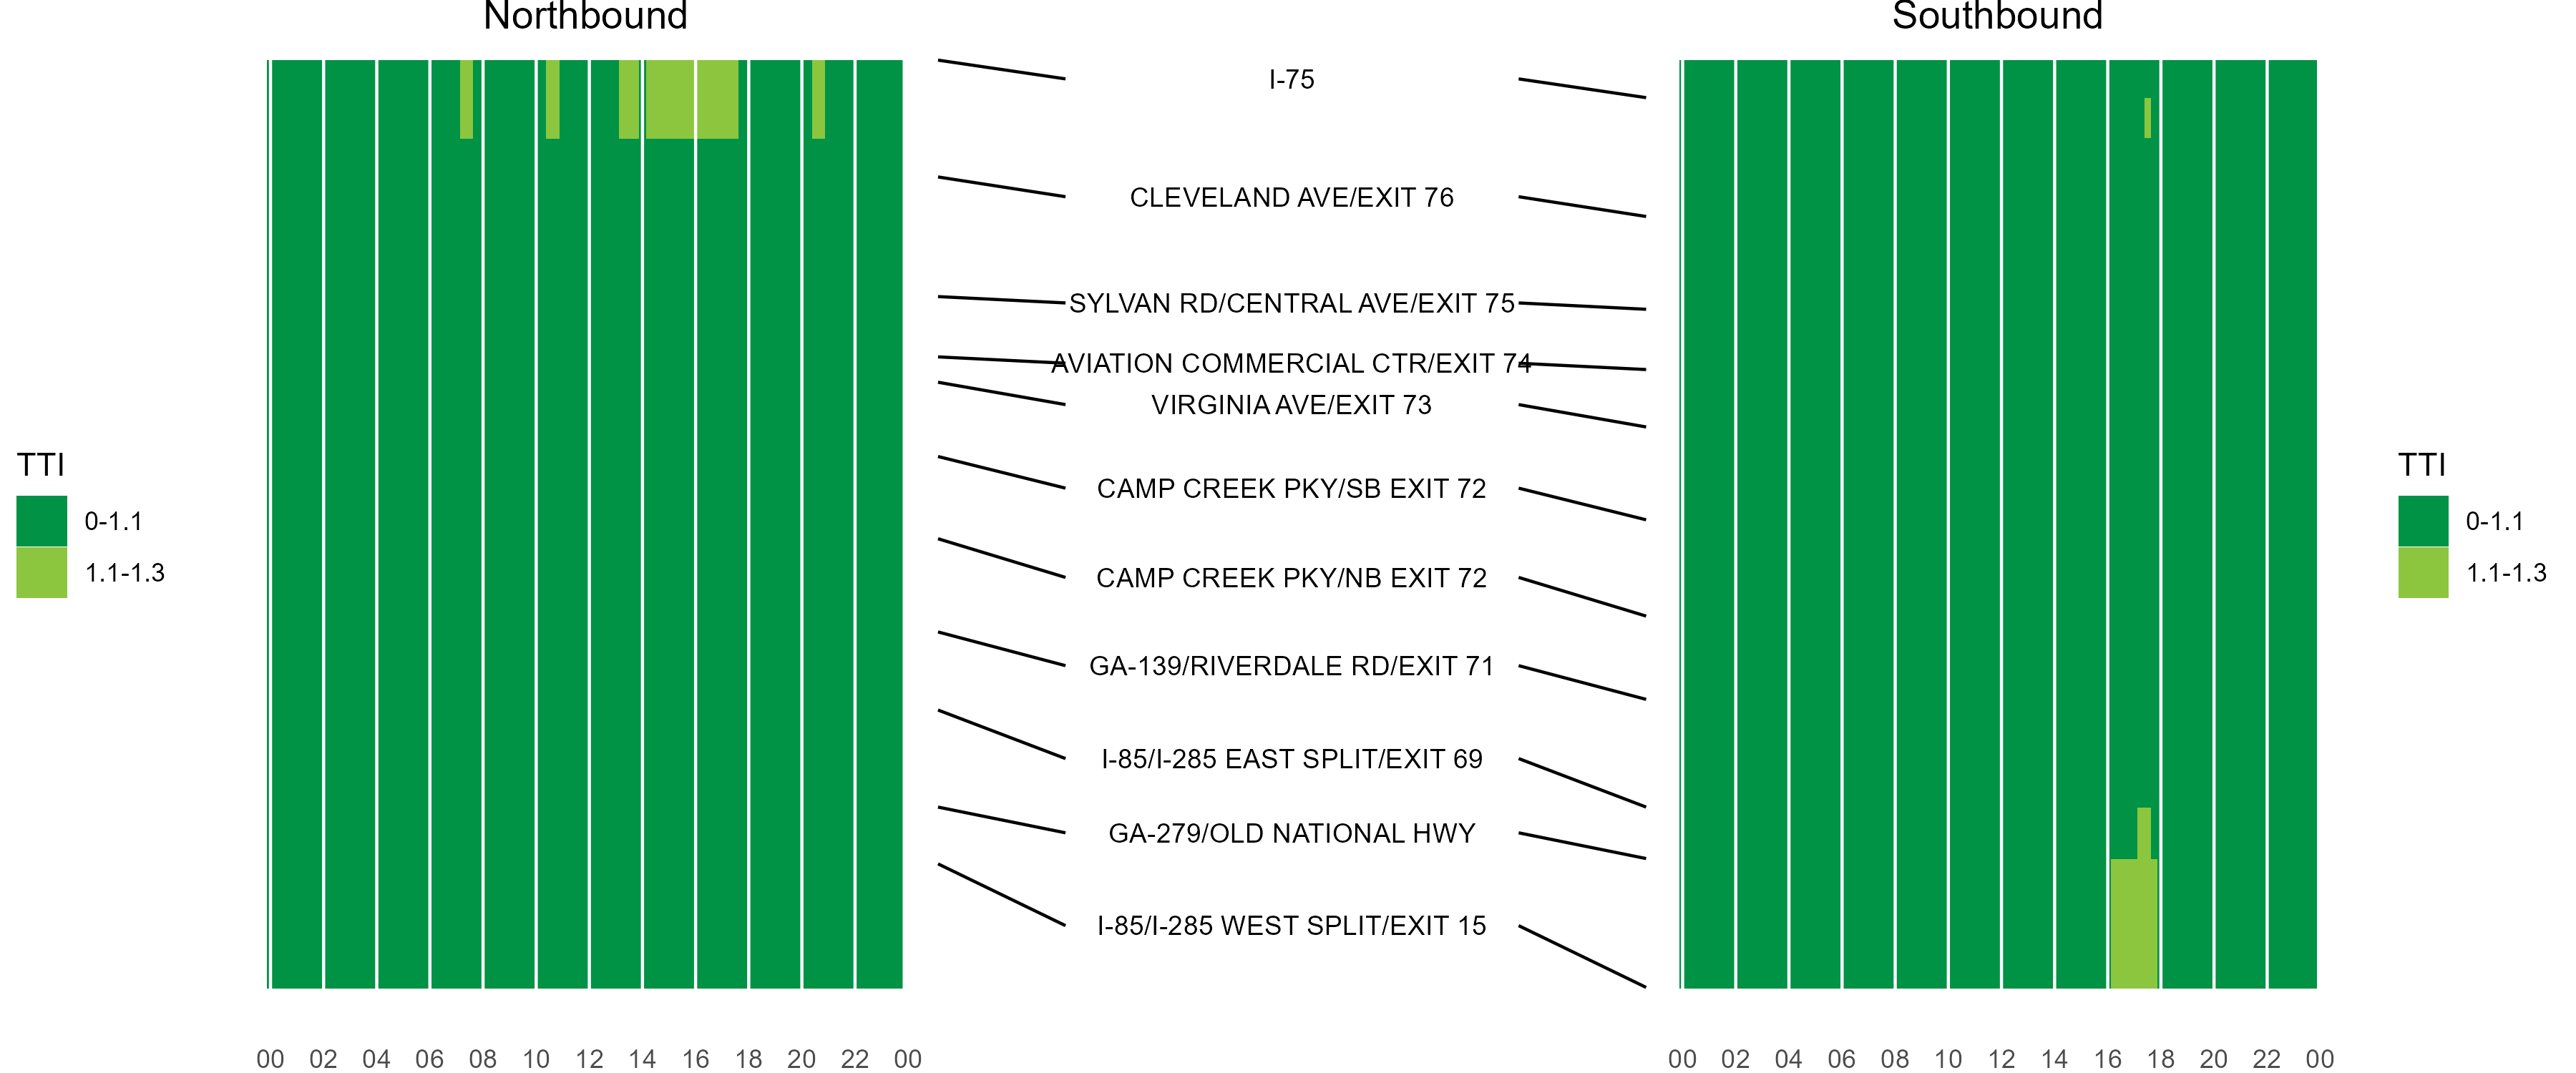 Northbound
Southbound
I-75
CLEVELAND AVE/EXIT 76
SYLVAN RD/CENTRAL AVE/EXIT 75
AVIATION COMMERCIAL CTR/EXIT 74
VIRGINIA AVE/EXIT 73
CAMP CREEK PKY/SB EXIT 72
CAMP CREEK PKY/NB EXIT 72
GA-139/RIVERDALE RD/EXIT 71
I-85/I-285 EAST SPLIT/EXIT 69
GA-279/OLD NATIONAL HWY
I-85/I-285 WEST SPLIT/EXIT 15
TTI
0-1.1
1.1-1.3
TTI
0-1.1
1.1-1.3
00 02 04 06 08 10 12 14 16 18 20 22 00
00 02 04 06 08 10 12 14 16 18 20 22 00